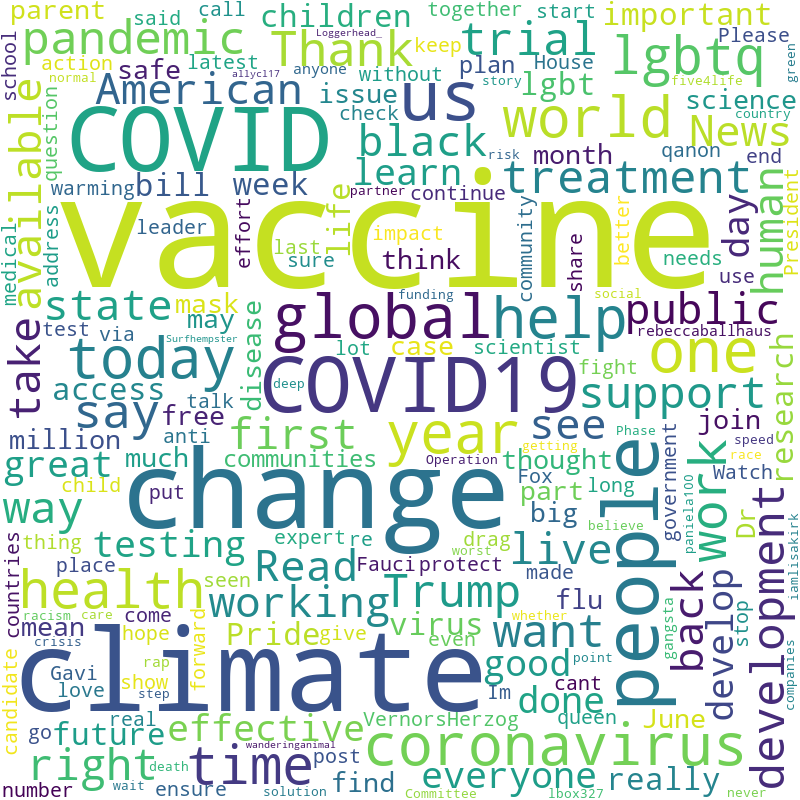 parent
said
call
children
together
start
important
school
pandemic
Loggerhead_
Thank
trial
lgbtq
Please
action
safe
latest
keep
plan
House
normal
American
allycl17
anyone
without
lgbt
five4life
green
issue
us
story
science
country
available
question
COVID
check
black
world
News
risk
month
qanon
end
warming
bill
week
learn
treatment
life
partner
continue
medical
address
vaccine
human
day
President
leader
effort
last
sure
impact
think
community
share
better
needs
use
state
mask
funding
social
public
test
via
may
Surfhempster
global
help
rebeccaballhaus
take
today
disease
lot
case
scientist
fight
one
access
talk
deep
COVID19
support
research
say
free
year
see
join
million
anti
first
Phase
speed
great
much
communities
getting
Operation
thought
government
race
child
Fox
part
long
Watch
way
put
change
big
people
work
paniela100
Dr
iamlisakirk
thing
testing
expert
re
drag
believe
live
countries
place
seen
Read
Fauci
protect
worst
made
health
working
Trump
flu
back
develop
stop
development
racism
care
come
virus
even
want
whether
gangsta
mean
hope
Pride
give
crisis
forward
climate
good
point
candidate
Gavi
rap
love
show
step
Im
cant
done
companies
go
future
real
effective
VernorsHerzog
queen
June
wanderinganimal
right
time
post
coronavirus
death
number
wait
ensure
solution
find
everyone
Committee
lbox327
really
never